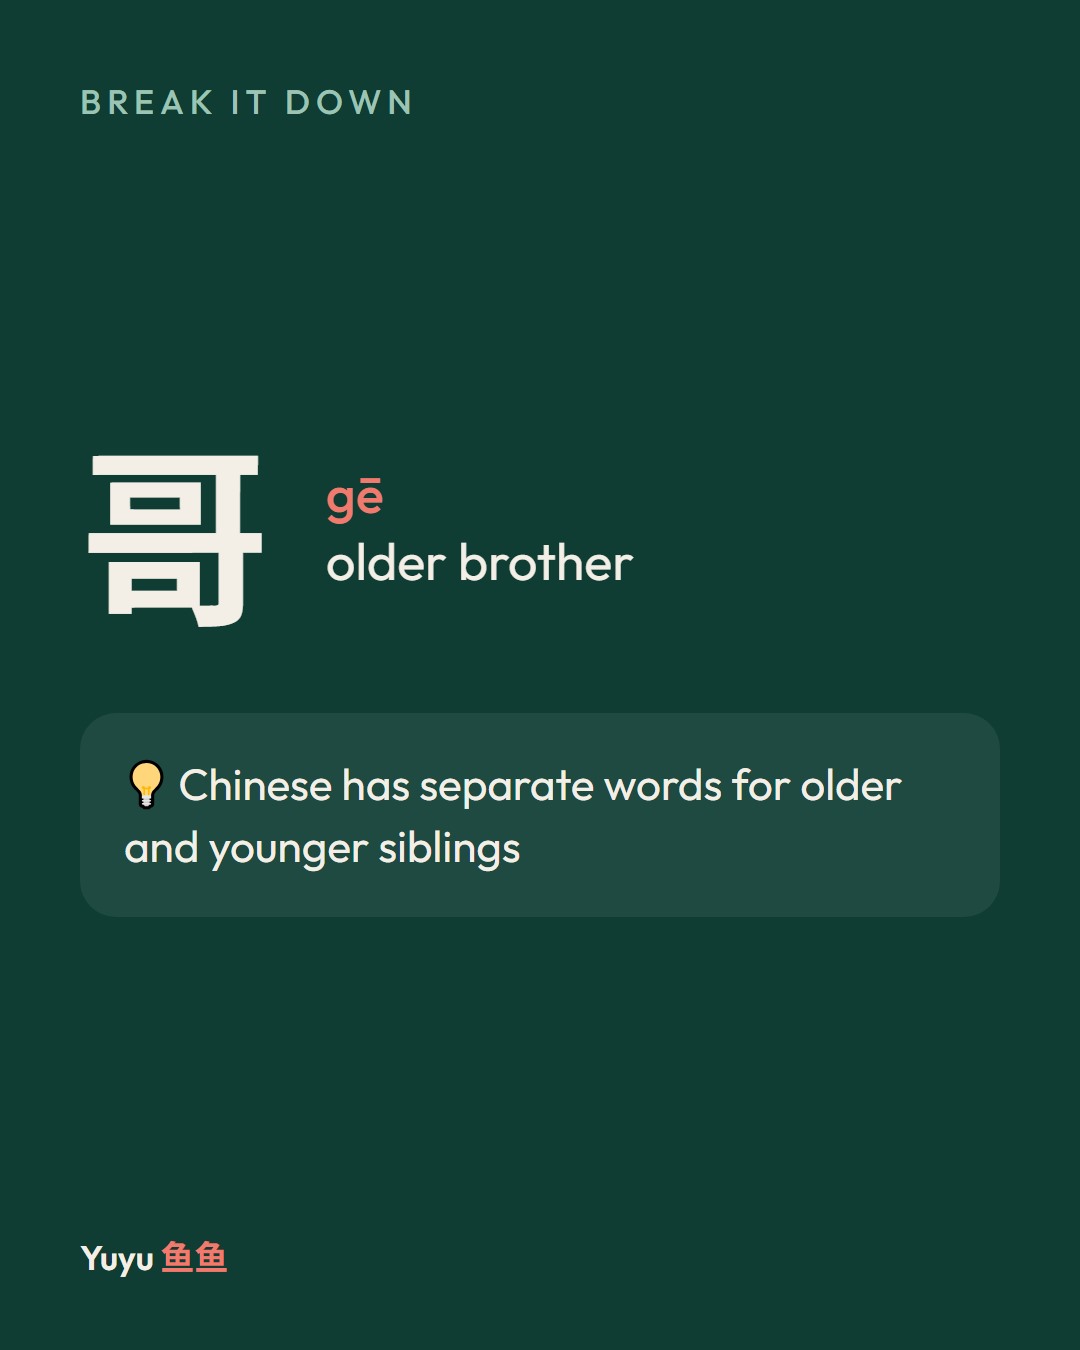 BREAK IT DOWN
哥
gē
older brother
💡 Chinese has separate words for older
and younger siblings
Yuyu 鱼鱼